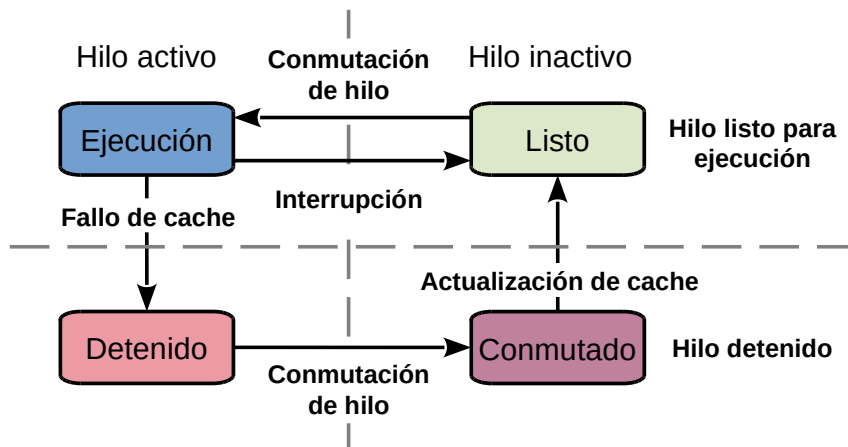 Hilo activo
Conmutación
de hilo
Hilo inactivo
Ejecución
Listo
Hilo listo para
ejecución
Interrupción
Fallo de cache
Actualización de cache
Detenido
Conmutado
Hilo detenido
Conmutación
de hilo